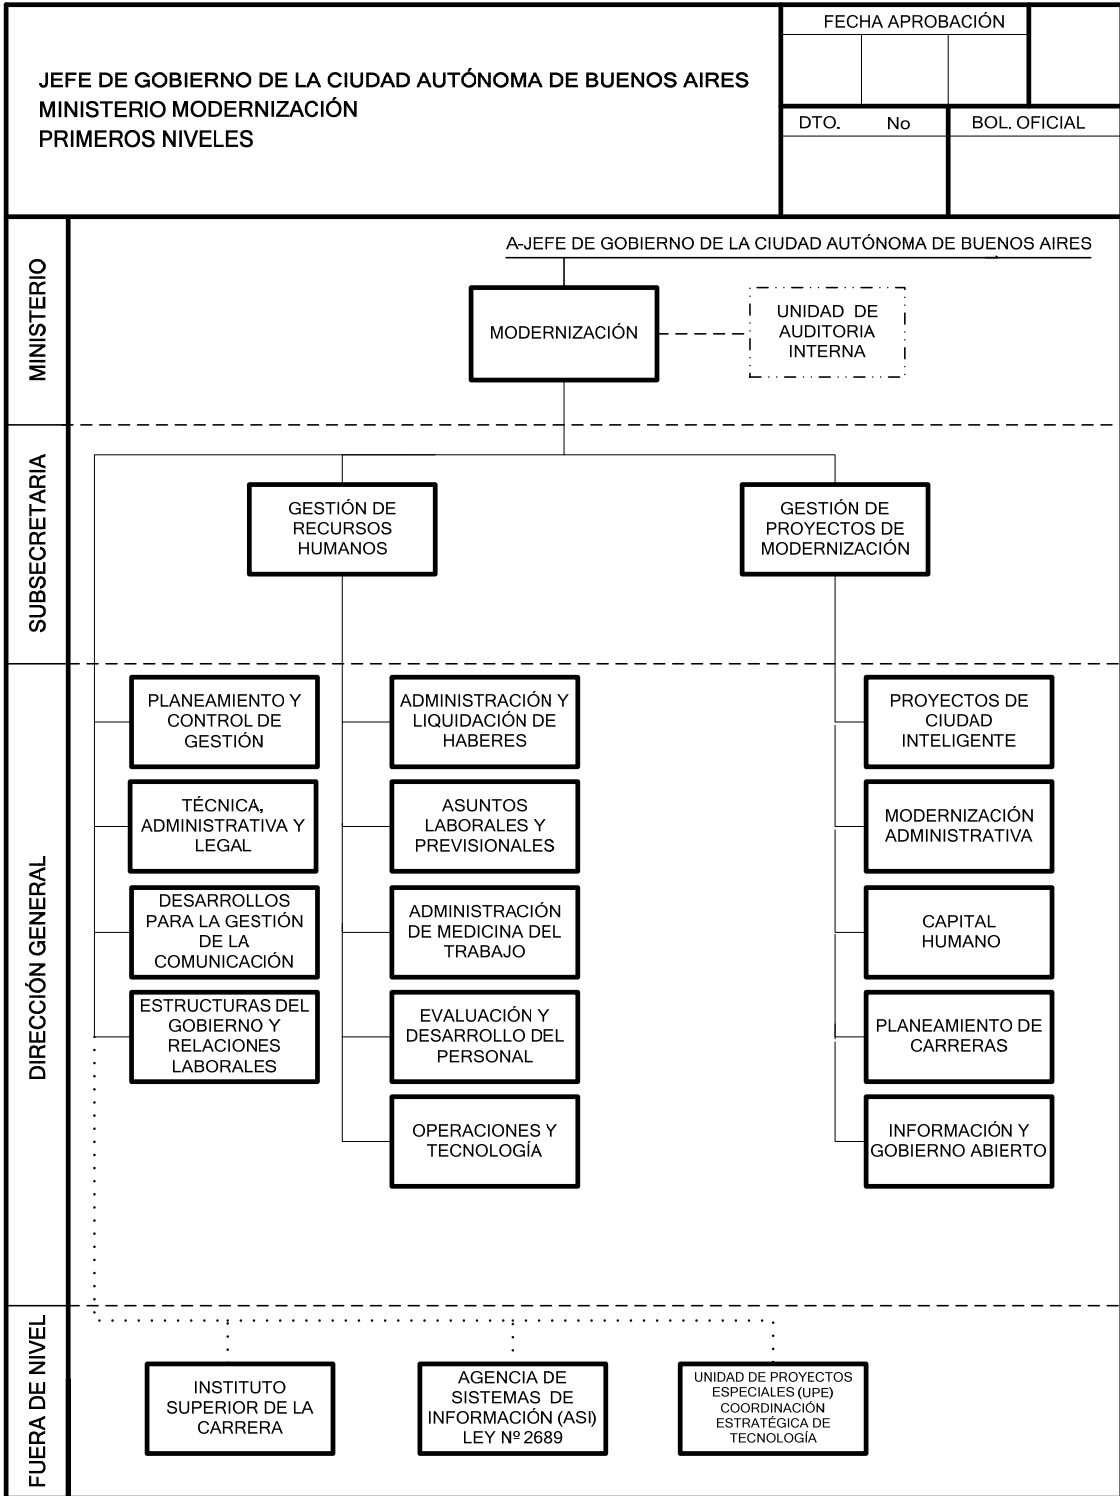 JEFE DE GOBIERNO DE LA CIUDAD AUTÓNOMA DE BUENOS AIRES
MINISTERIO MODERNIZACIÓN
PRIMEROS NIVELES
FECHA APROBACIÓN
DTO. No
BOL. OFICIAL
MINISTERIO
A-JEFE DE GOBIERNO DE LA CIUDAD AUTÓNOMA DE BUENOS AIRES
MODERNIZACIÓN
UNIDAD DE
AUDITORIA
INTERNA
SUBSECRETARIA
GESTIÓN DE
RECURSOS
HUMANOS
GESTIÓN DE
PROYECTOS DE
MODERNIZACIÓN
DIRECCIÓN GENERAL
PLANEAMIENTO Y
CONTROL DE
GESTIÓN
TÉCNICA,
ADMINISTRATIVA Y
LEGAL
DESARROLLOS
PARA LA GESTIÓN
DE LA
COMUNICACIÓN
ESTRUCTURAS DEL
GOBIERNO Y
RELACIONES
LABORALES
ADMINISTRACIÓN Y
LIQUIDACIÓN DE
HABERES
ASUNTOS
LABORALES Y
PREVISIONALES
ADMINISTRACIÓN
DE MEDICINA DEL
TRABAJO
EVALUACIÓN Y
DESARROLLO DEL
PERSONAL
OPERACIONES Y
TECNOLOGÍA
PROYECTOS DE
CIUDAD
INTELIGENTE
MODERNIZACIÓN
ADMINISTRATIVA
CAPITAL
HUMANO
PLANEAMIENTO DE
CARRERAS
INFORMACIÓN Y
GOBIERNO ABIERTO
FUERA DE NIVEL
INSTITUTO
SUPERIOR DE LA
CARRERA
AGENCIA DE
SISTEMAS DE
INFORMACIÓN (ASI)
LEY Nº 2689
UNIDAD DE PROYECTOS
ESPECIALES (UPE)
COORDINACIÓN
ESTRATÉGICA DE
TECNOLOGÍA